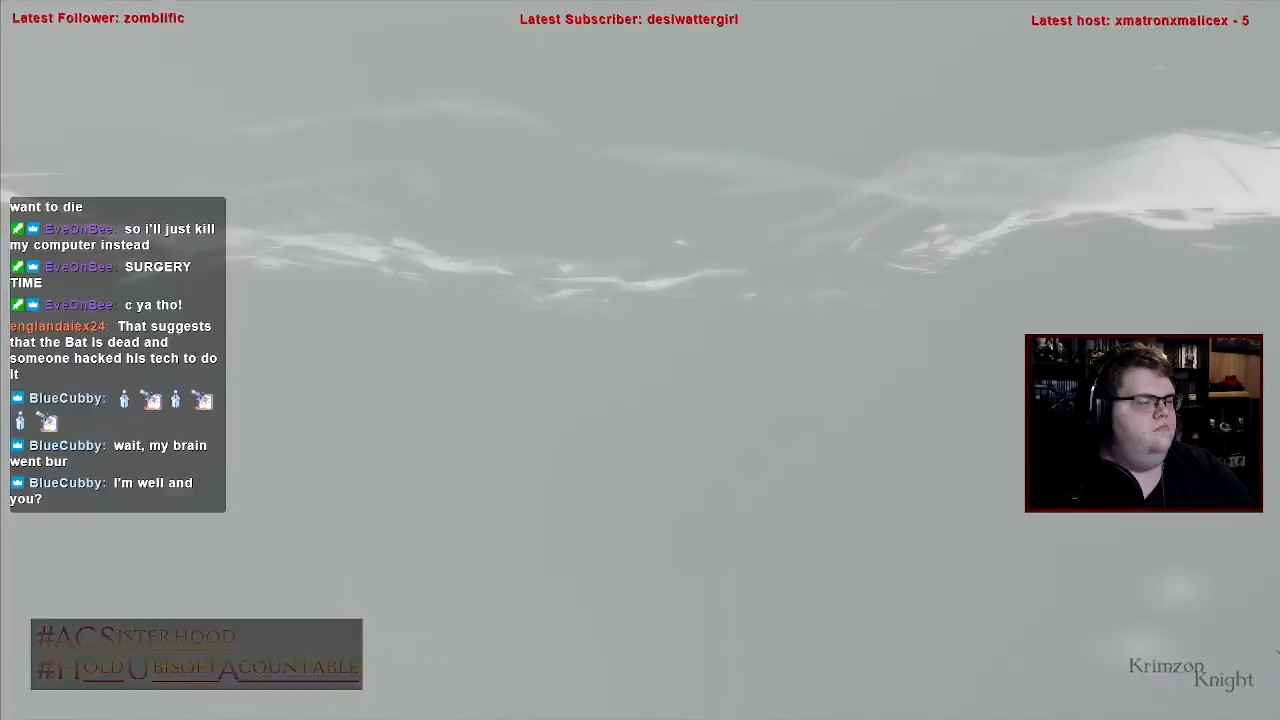 Latest Follower: zomblific
Latest Subscriber: desiwattergirl
Latest host: xmatronxmalicex - 5
want to die
EveOnBee: so i'll just kill
my computer instead
EveOnBee: SURGERY
TIME
EveOnBee: c ya tho!
englandalex24: That suggests
that the Bat is dead and
someone hacked his tech to do
it
BlueCubby:
BlueCubby: wait, my brain
went bur
BlueCubby: I'm well and
you?
#ACSisterhood
#HoldUbisoftAcountable
Krimzon
Knight